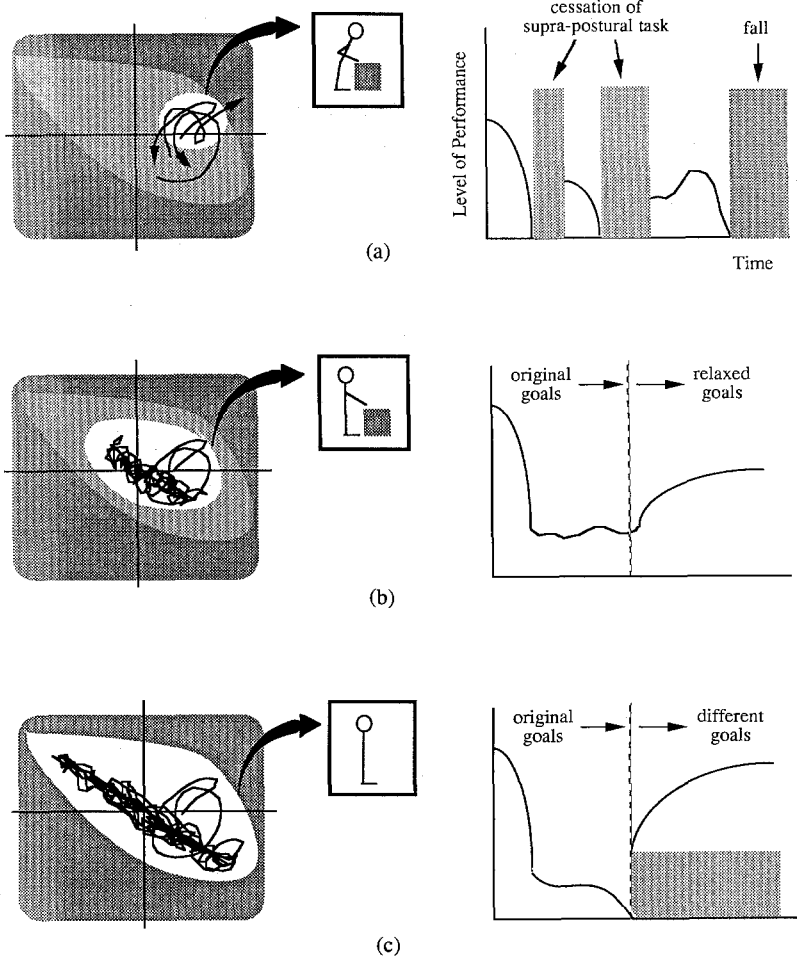 cessation of
supra-postural task
fall
Level of Performance
Time
(a)
original
goals
relaxed
goals
(b)
original
goals
different
goals
(c)